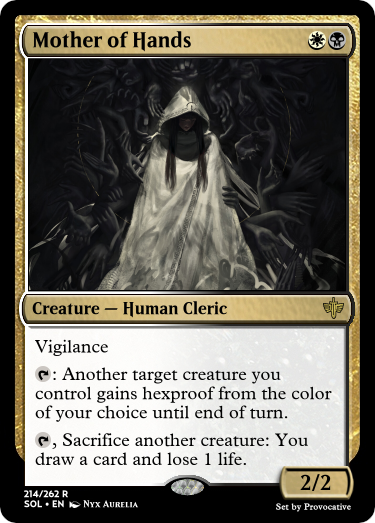 Mother of Hands
Creature — Human Cleric
Vigilance
: Another target creature you
control gains hexproof from the color
of your choice until end of turn.
, Sacrifice another creature: You
draw a card and lose 1 life.
2/2
214/262 R
SOL • EN Nyx Aurelia
Set by Provocative